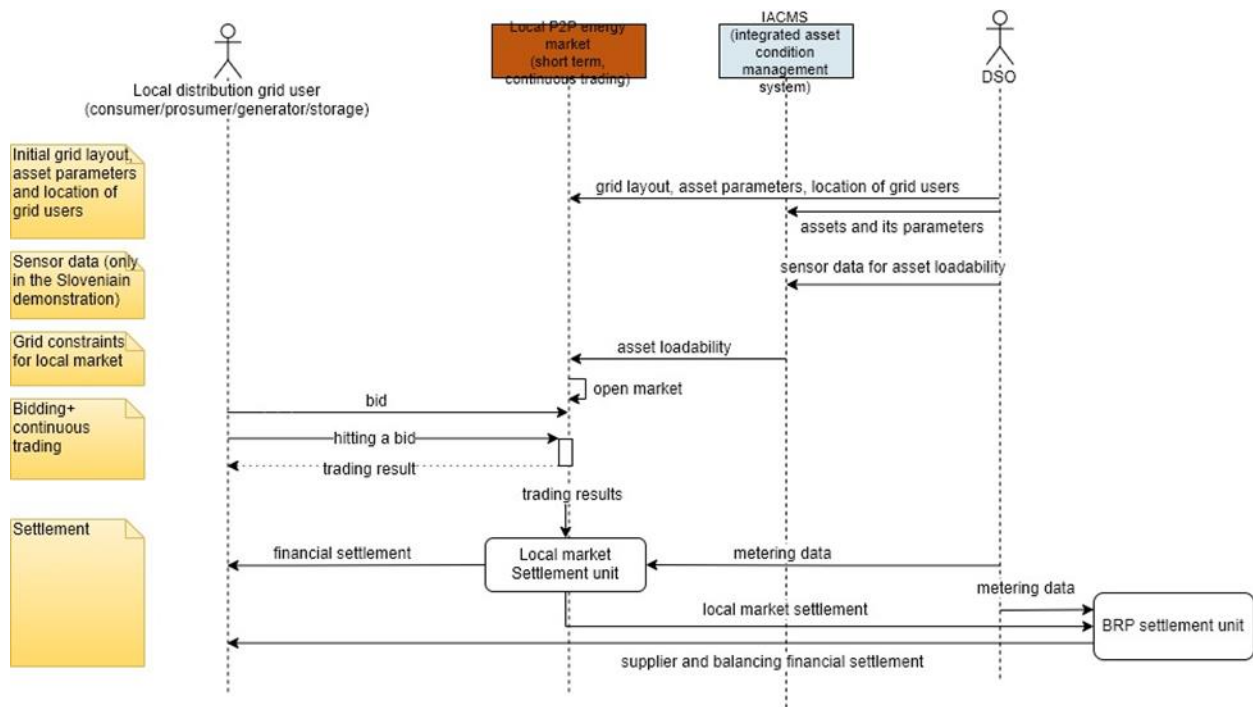 Local distribution grid user
(consumer/prosumer/generator/storage)
Local P2P energy
market
(short term,
continuous trading)
IACMS
(integrated asset
condition
management
system)
DSO
Initial grid layout,
asset parameters
and location of
grid users
grid layout, asset parameters, location of grid users
assets and its parameters
Sensor data (only
in the Sloveniain
demonstration)
sensor data for asset loadability
Grid constraints
for local market
asset loadability
open market
Bidding+
continuous
trading
bid
hitting a bid
trading result
trading results
Settlement
financial settlement
Local market
Settlement unit
metering data
metering data
local market settlement
BRP settlement unit
supplier and balancing financial settlement